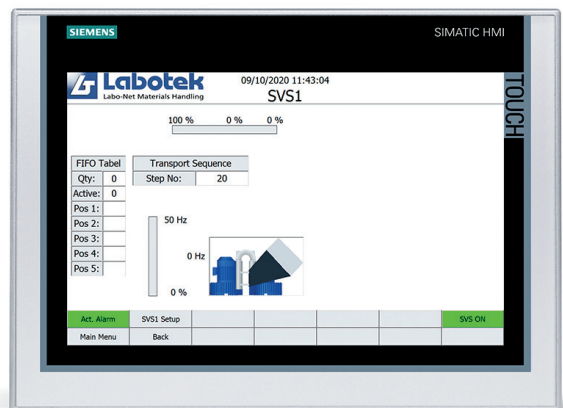 SIEMENS
SIMATIC HMI
TOUCH
Labotek
Labo-Net Materials Handling
09/10/2020 11:43:04
SVS1
100 % 0 % 0 %
FIFO Tabel
Qty: 0
Active: 0
Pos 1:
Pos 2:
Pos 3:
Pos 4:
Pos 5:
Transport Sequence
Step No: 20
50 Hz
0 Hz
0 %
Act. Alarm SVS1 Setup SVS ON
Main Menu Back